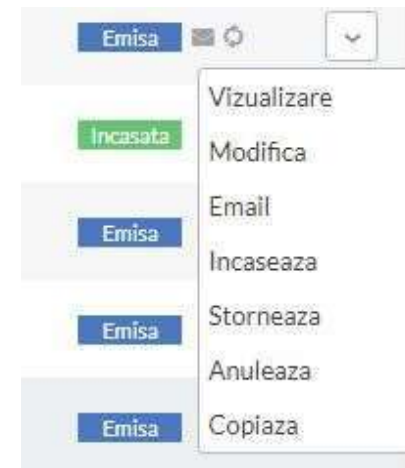 Emisa
Vizualizare
Incasata
Modifica
Email
Emisa
Incaseaza
Storneaza
Emisa
Anuleaza
Emisa
Copiaza